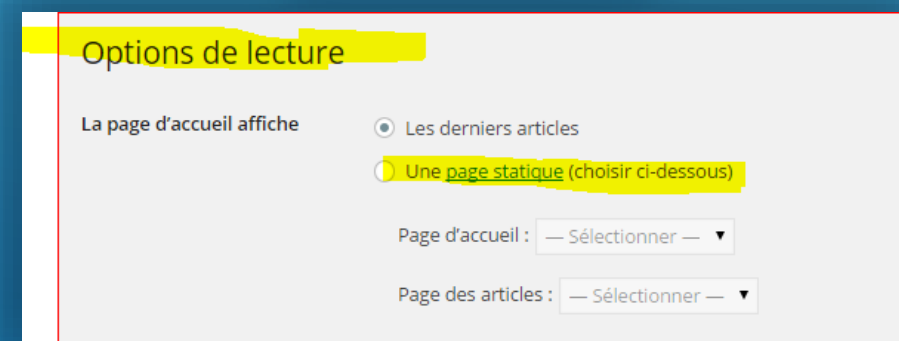 Options de lecture
La page d'accueil affiche
Les derniers articles
Une page statique (choisir ci-dessous)
Page d'accueil : — Sélectionner —
Page des articles : — Sélectionner —